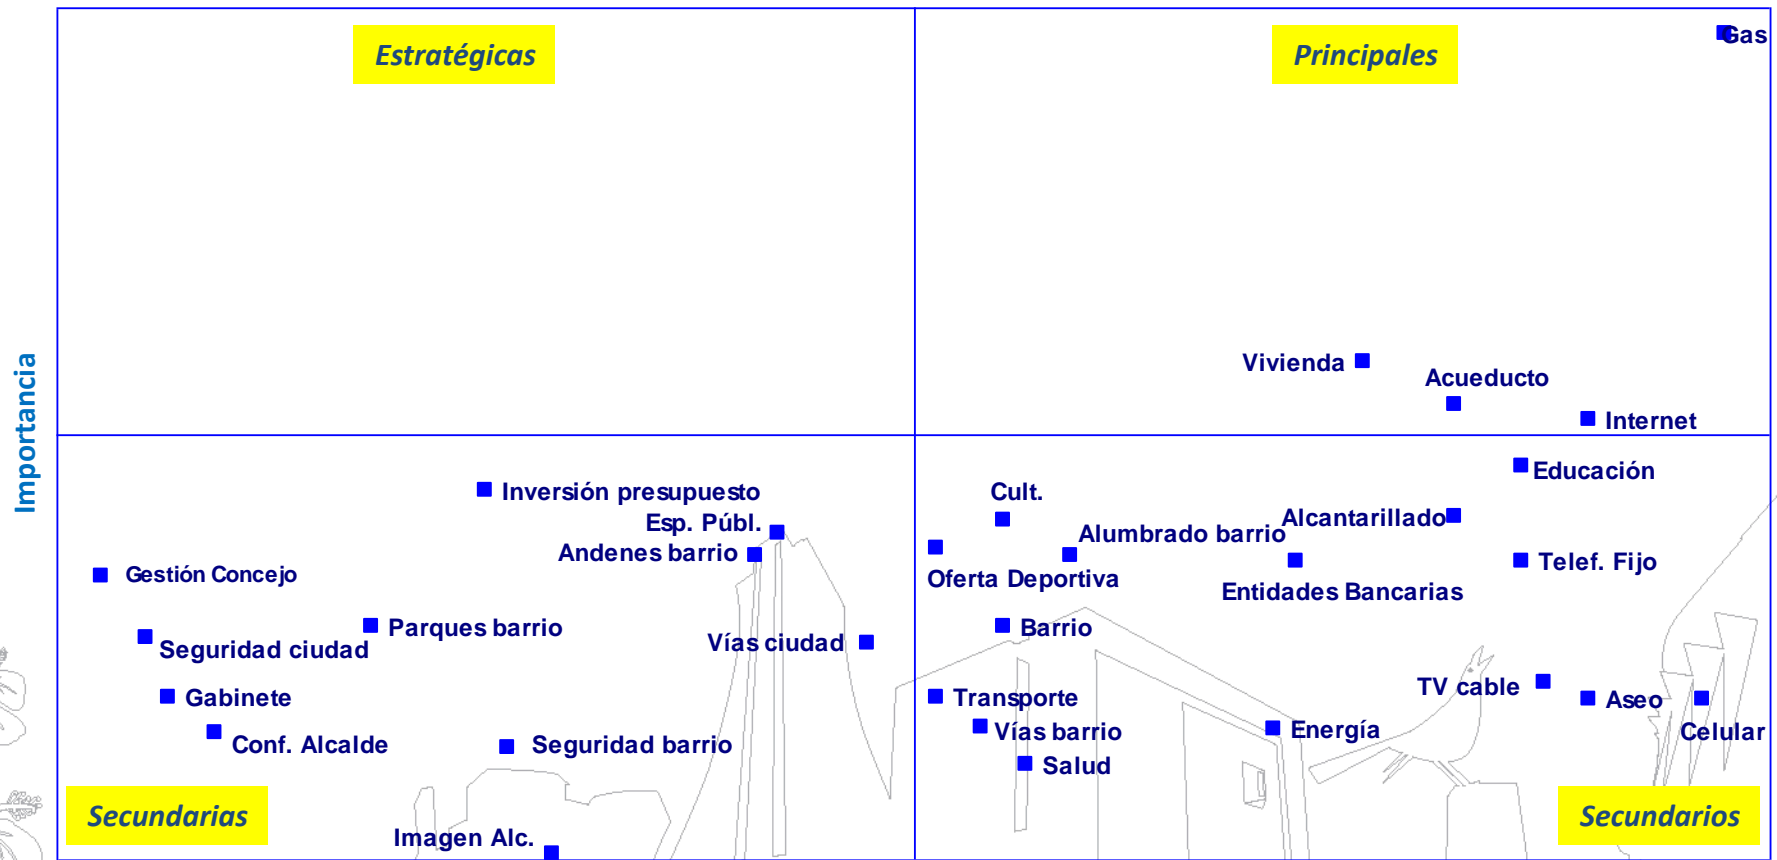 Estratégicas
Principales
Gas
Importancia
Vivienda
Acueducto
Internet
Educación
Inversión presupuesto
Cult.
Esp. Públ.
Alcantarillado
Alumbrado barrio
Andenes barrio
Telef. Fijo
Gestión Concejo
Oferta Deportiva
Entidades Bancarias
Parques barrio
Barrio
Vías ciudad
Seguridad ciudad
TV cable
Gabinete
Transporte
Aseo
Vías barrio
Energía
Celular
Conf. Alcalde
Seguridad barrio
Salud
Secundarias
Secundarios
Imagen Alc.